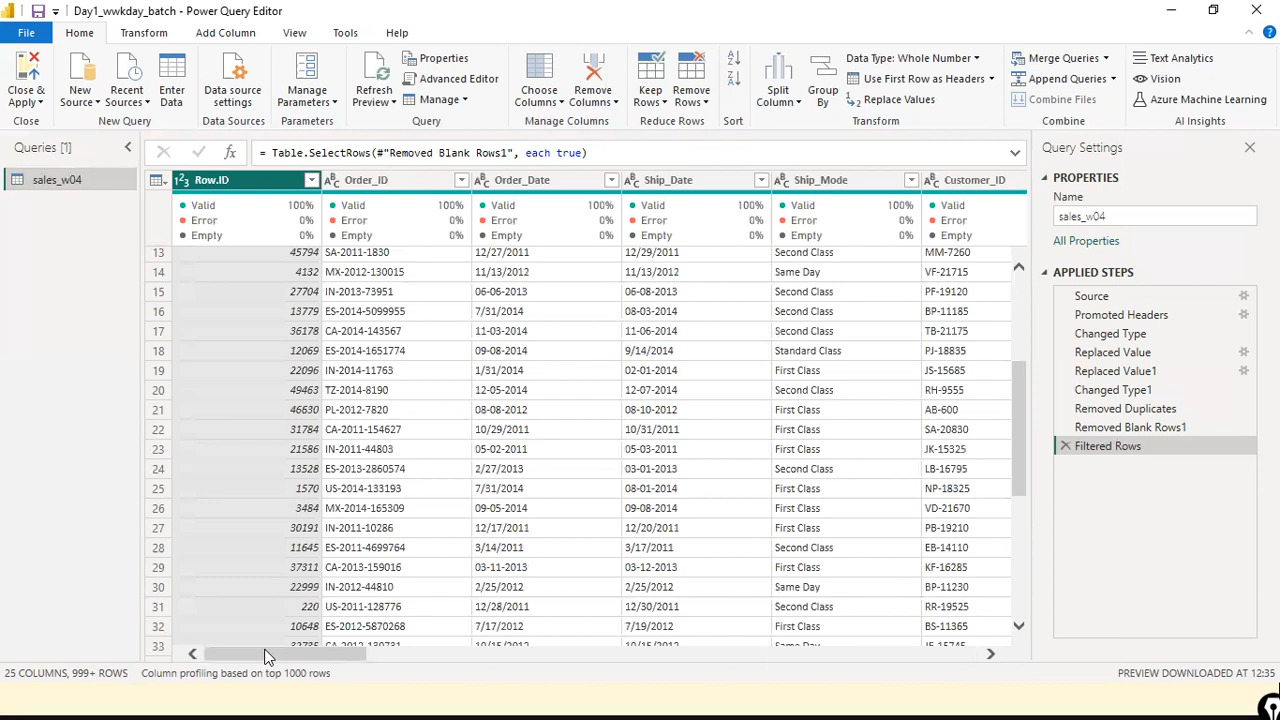 Day1_wwkday_batch - Power Query Editor
File Home Transform Add Column View Tools Help
Close & Apply
New Source
Recent Sources
Enter Data
Data source settings
Manage Parameters
Refresh Preview
Properties
Advanced Editor
Manage
Choose Columns
Remove Columns
Keep Rows
Remove Rows
Split Column
Group By
Data Type: Whole Number
Use First Row as Headers
Replace Values
Merge Queries
Append Queries
Combine Files
Text Analytics
Vision
Azure Machine Learning
Close New Query Data Sources Parameters Query Manage Columns Reduce Rows Sort Transform Combine AI Insights
Queries [1]
sales_w04
= Table.SelectRows(#"Removed Blank Rows1", each true)
Row.ID Order_ID Order_Date Ship_Date Ship_Mode Customer_ID
Valid 100% Valid 100% Valid 100% Valid 100% Valid 100% Valid
Error 0% Error 0% Error 0% Error 0% Error 0% Error
Empty 0% Empty 0% Empty 0% Empty 0% Empty 0% Empty
13 45794 SA-2011-1830 12/27/2011 12/29/2011 Second Class MM-7260
14 4132 MX-2012-130015 11/13/2012 11/13/2012 Same Day VF-21715
15 27704 IN-2013-73951 06-06-2013 06-08-2013 Second Class PF-19120
16 13779 ES-2014-5099955 7/31/2014 08-03-2014 Second Class BP-11185
17 36178 CA-2014-143567 11-03-2014 11-06-2014 Second Class TB-21175
18 12069 ES-2014-1651774 09-08-2014 9/14/2014 Standard Class PJ-18835
19 22096 IN-2014-11763 1/31/2014 02-01-2014 First Class JS-15685
20 49463 TZ-2014-8190 12-05-2014 12-07-2014 Second Class RH-9555
21 46630 PL-2012-7820 08-08-2012 08-10-2012 First Class AB-600
22 31784 CA-2011-154627 10/29/2011 10/31/2011 First Class SA-20830
23 21586 IN-2011-44803 05-02-2011 05-03-2011 First Class JK-15325
24 13528 ES-2013-2860574 2/27/2013 03-01-2013 Second Class LB-16795
25 1570 US-2014-133193 7/31/2014 08-01-2014 First Class NP-18325
26 3484 MX-2014-165309 09-05-2014 09-08-2014 First Class VD-21670
27 30191 IN-2011-10286 12/17/2011 12/20/2011 First Class PB-19210
28 11645 ES-2011-4699764 3/14/2011 3/17/2011 Second Class EB-14110
29 37311 CA-2013-159016 03-11-2013 03-12-2013 First Class KF-16285
30 22999 IN-2012-44810 2/25/2012 2/25/2012 Same Day BP-11230
31 220 US-2011-128776 12/28/2011 12/30/2011 Second Class RR-19525
32 10648 ES-2012-5870268 7/17/2012 7/19/2012 First Class BS-11365
33
Query Settings
PROPERTIES
Name
sales_w04
All Properties
APPLIED STEPS
Source
Promoted Headers
Changed Type
Replaced Value
Replaced Value1
Changed Type1
Removed Duplicates
Removed Blank Rows1
Filtered Rows
25 COLUMNS, 999+ ROWS Column profiling based on top 1000 rows PREVIEW DOWNLOADED AT 12:35